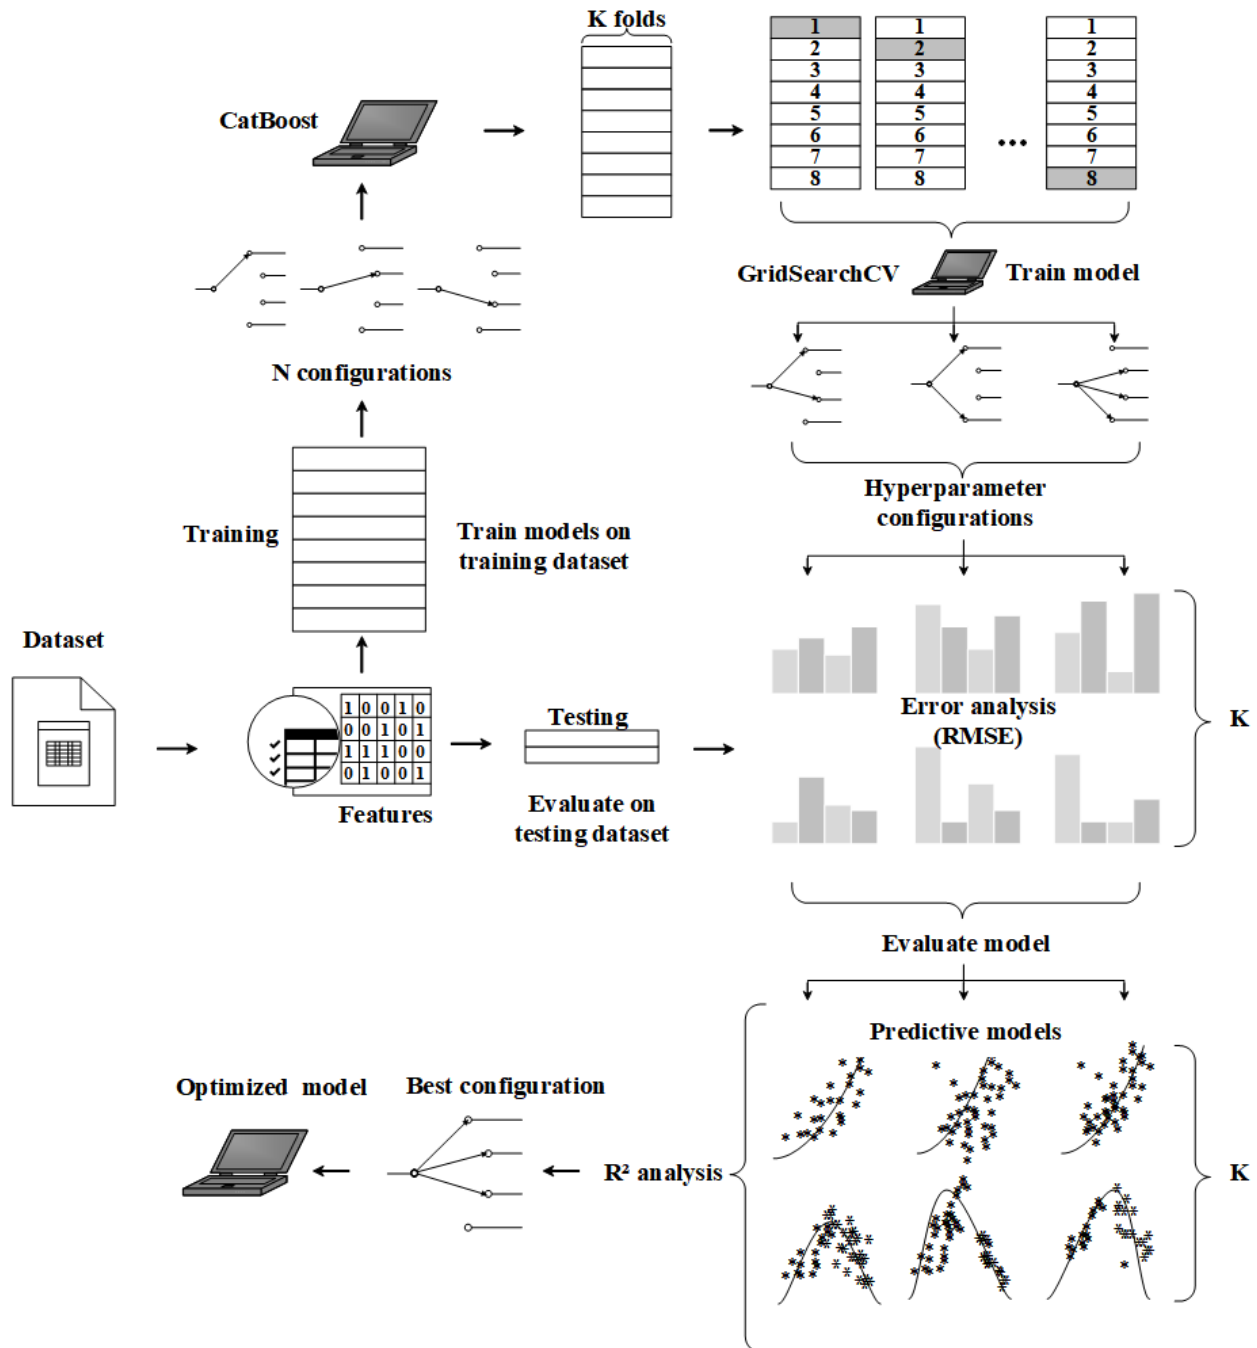 K folds
1
2
3
4
5
6
7
8
1
2
3
4
5
6
7
8
1
2
3
4
5
6
7
8
CatBoost
GridSearchCV
Train model
N configurations
Hyperparameter
configurations
Training
Train models on
training dataset
Dataset
1 0 0 1 0
0 0 1 0 1
1 1 1 0 0
0 1 0 0 1
Features
Testing
Evaluate on
testing dataset
Error analysis
(RMSE)
K
Evaluate model
Predictive models
K
R² analysis
Best configuration
Optimized model